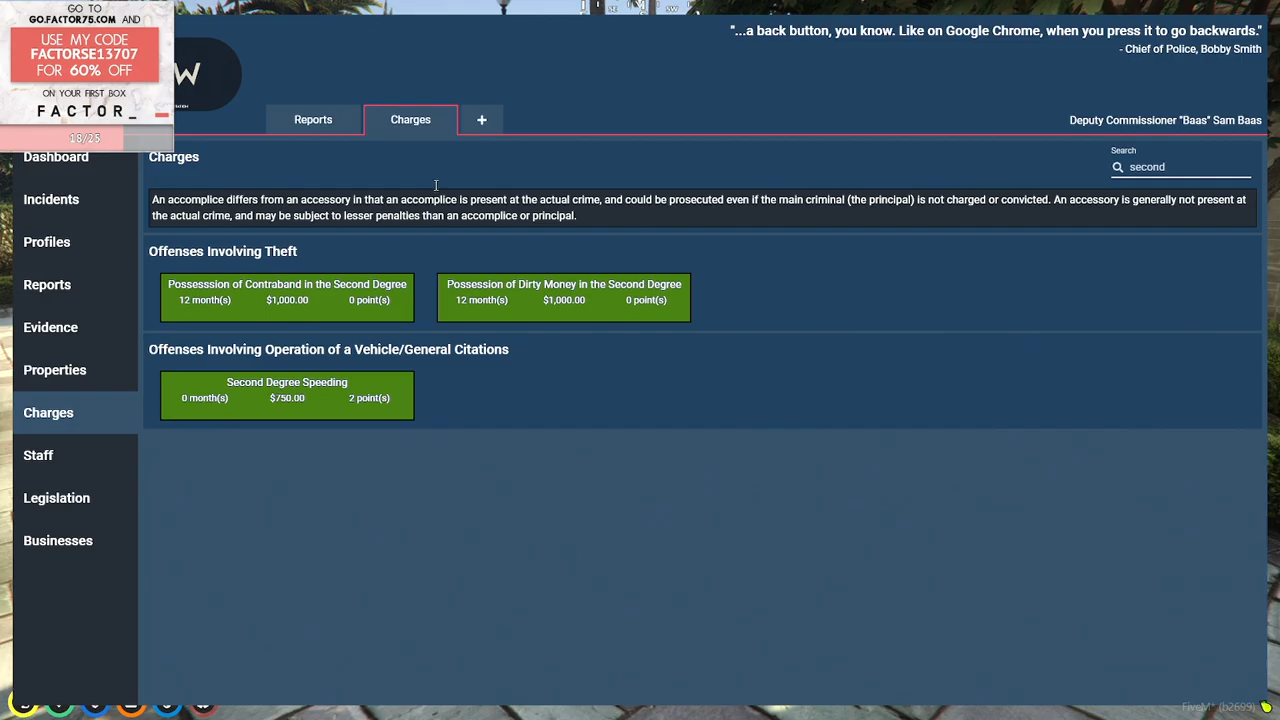 GO TO
GO.FACTOR75.COM AND
USE MY CODE
FACTORSE13707
FOR 60% OFF
ON YOUR FIRST BOX
FACTOR_
18/25
SE
SW
W
"...a back button, you know. Like on Google Chrome, when you press it to go backwards."
- Chief of Police, Bobby Smith
Reports
Charges
+
Deputy Commissioner "Baas" Sam Baas
Dashboard
Incidents
Profiles
Reports
Evidence
Properties
Charges
Staff
Legislation
Businesses
Charges
Search
second
An accomplice differs from an accessory in that an accomplice is present at the actual crime, and could be prosecuted even if the main criminal (the principal) is not charged or convicted. An accessory is generally not present at
the actual crime, and may be subject to lesser penalties than an accomplice or principal.
Offenses Involving Theft
Possesssion of Contraband in the Second Degree
12 month(s) $1,000.00 0 point(s)
Possession of Dirty Money in the Second Degree
12 month(s) $1,000.00 0 point(s)
Offenses Involving Operation of a Vehicle/General Citations
Second Degree Speeding
0 month(s) $750.00 2 point(s)
FiveM* (b2699)